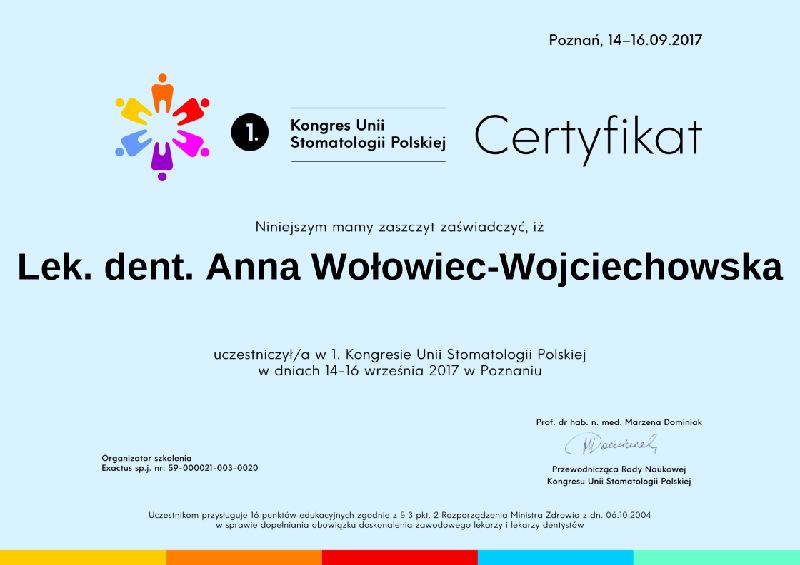 Poznań, 14-16.09.2017
1.
Kongres Unii
Stomatologii Polskiej
Certyfikat
Niniejszym mamy zaszczyt zaświadczyć, iż
Lek. dent. Anna Wołowiec-Wojciechowska
uczestniczył/a w 1. Kongresie Unii Stomatologii Polskiej
w dniach 14-16 września 2017 w Poznaniu
Prof. dr hab. n. med. Marzena Dominiak
Organizator szkolenia
Exactus sp.j. nr: 59-000021-003-0020
Przewodnicząca Rady Naukowej
Kongresu Unii Stomatologii Polskiej
Uczestnikom przysługuje 16 punktów edukacyjnych zgodnie z § 3 pkt. 2 Rozporządzenia Ministra Zdrowia z dn. 06.10.2004
w sprawie dopełniania obowiązku doskonalenia zawodowego lekarzy i lekarzy dentystów